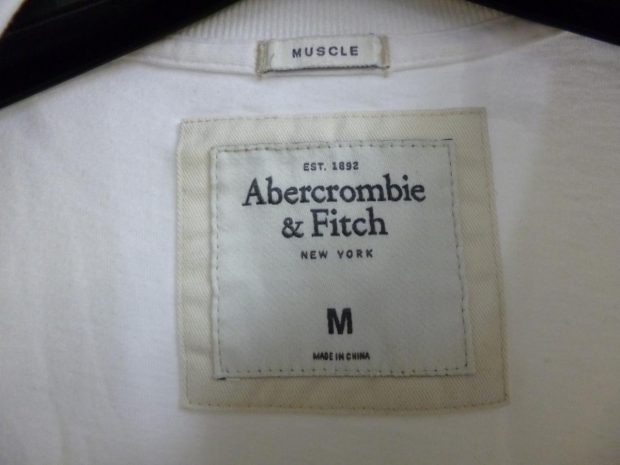 MUSCLE
EST. 1892
Abercrombie
& Fitch
NEW YORK
M
MADE IN CHINA